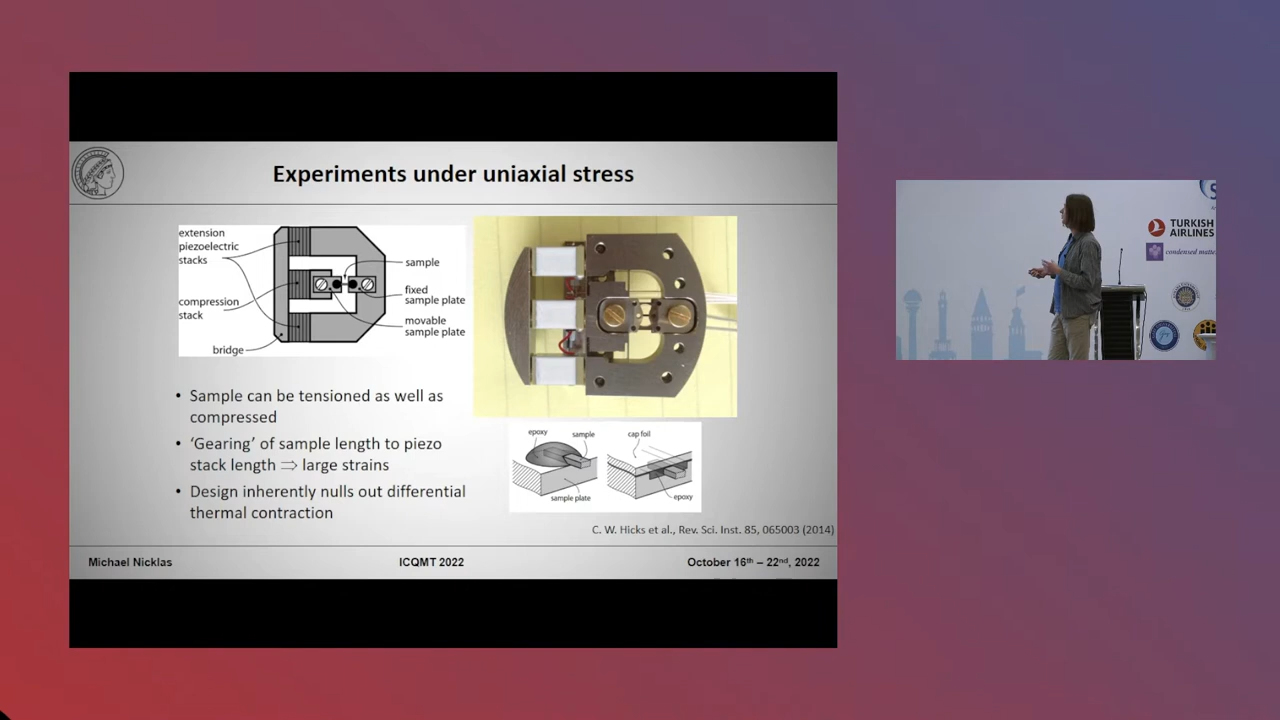 Experiments under uniaxial stress
extension
piezoelectric
stacks
compression
stack
bridge
sample
fixed
sample plate
movable
sample plate
• Sample can be tensioned as well as
compressed
• ‘Gearing’ of sample length to piezo
stack length ⇒ large strains
• Design inherently nulls out differential
thermal contraction
epoxy
sample
sample plate
cap foil
epoxy
C. W. Hicks et al., Rev. Sci. Inst. 85, 065003 (2014)
Michael Nicklas
ICQMT 2022
October 16th – 22nd, 2022
TURKISH
AIRLINES
condensed matte